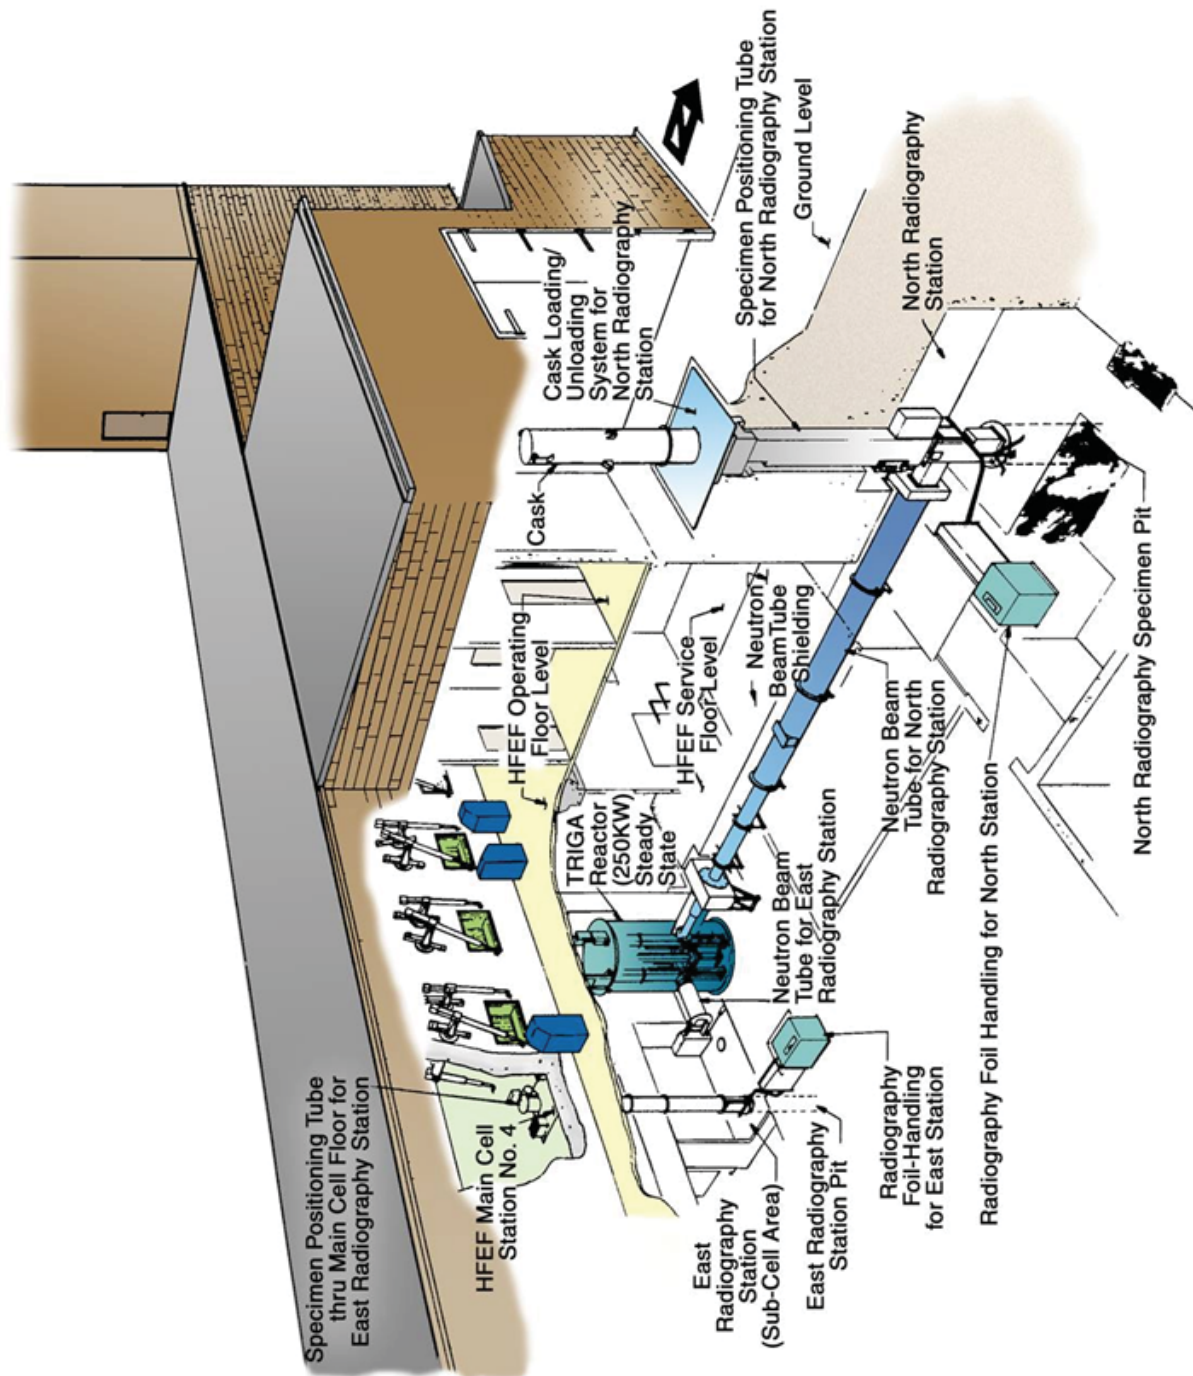 Specimen Positioning Tube
thru Main Cell Floor for
East Radiography Station
HFEF Main Cell
Station No. 4
East
Radiography
Station
(Sub-Cell Area)
East Radiography
Station Pit
Radiography
Foil-Handling
for East Station
Radiography Foil Handling for North Station
HFEF Operating
Floor Level
TRIGA
Reactor
(250KW)
Steady
State
HFEF Service
Floor Level
Neutron
BeamTube
Shielding
Neutron Beam
Tube for East
Radiography Station
Neutron Beam
Tube for North
Radiography Station
North Radiography Specimen Pit
Cask
Cask Loading/
Unloading
System for
North Radiography
Station
Specimen Positioning Tube
for North Radiography Station
Ground Level
North Radiography
Station
N